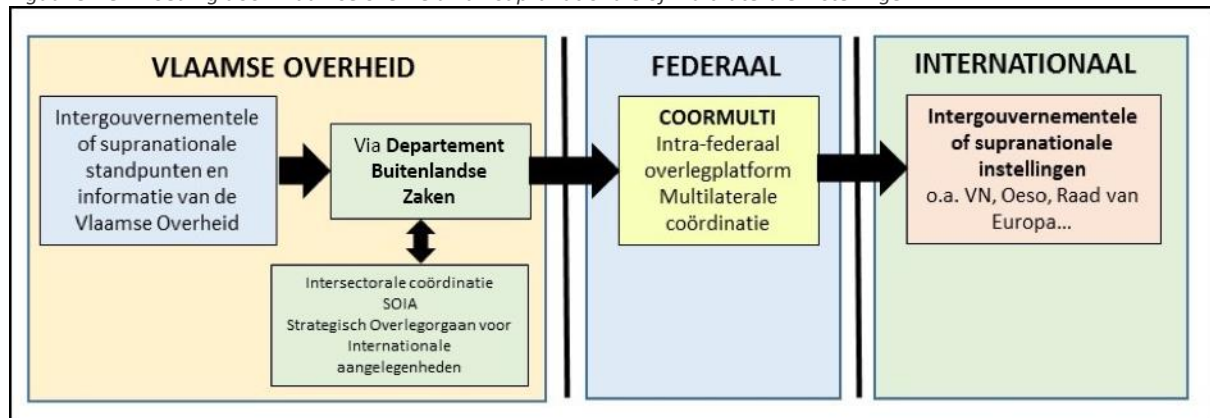 VLAAMSE OVERHEID
Intergouvernementele
of supranationale
standpunten en
informatie van de
Vlaamse Overheid
Via Departement
Buitenlandse
Zaken
Intersectorale coördinatie
SOIA
Strategisch Overlegorgaan voor
Internationale
aangelegenheden
FEDERAAL
COORMULTI
Intra-federaal
overlegplatform
Multilaterale
coördinatie
INTERNATIONAAL
Intergouvernementele
of supranationale
instellingen
o.a. VN, Oeso, Raad van
Europa...